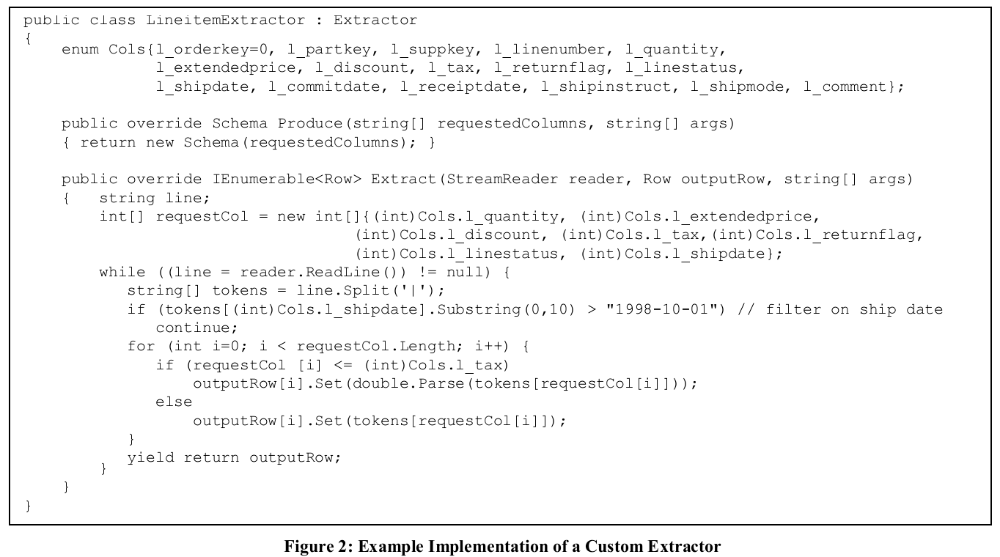 public class LineitemExtractor : Extractor
{
enum Cols{l_orderkey=0, l_partkey, l_suppkey, l_linenumber, l_quantity,
l_extendedprice, l_discount, l_tax, l_returnflag, l_linestatus,
l_shipdate, l_commitdate, l_receiptdate, l_shipinstruct, l_shipmode, l_comment};
public override Schema Produce(string[] requestedColumns, string[] args)
{ return new Schema(requestedColumns); }
public override IEnumerable<Row> Extract(StreamReader reader, Row outputRow, string[] args)
{ string line;
int[] requestCol = new int[]{(int)Cols.l_quantity, (int)Cols.l_extendedprice,
(int)Cols.l_discount, (int)Cols.l_tax,(int)Cols.l_returnflag,
(int)Cols.l_linestatus, (int)Cols.l_shipdate};
while ((line = reader.ReadLine()) != null) {
string[] tokens = line.Split('|');
if (tokens[(int)Cols.l_shipdate].Substring(0,10) > "1998-10-01") // filter on ship date
continue;
for (int i=0; i < requestCol.Length; i++) {
if (requestCol [i] <= (int)Cols.l_tax)
outputRow[i].Set(double.Parse(tokens[requestCol[i]]));
else
outputRow[i].Set(tokens[requestCol[i]]);
}
yield return outputRow;
}
}
}
Figure 2: Example Implementation of a Custom Extractor